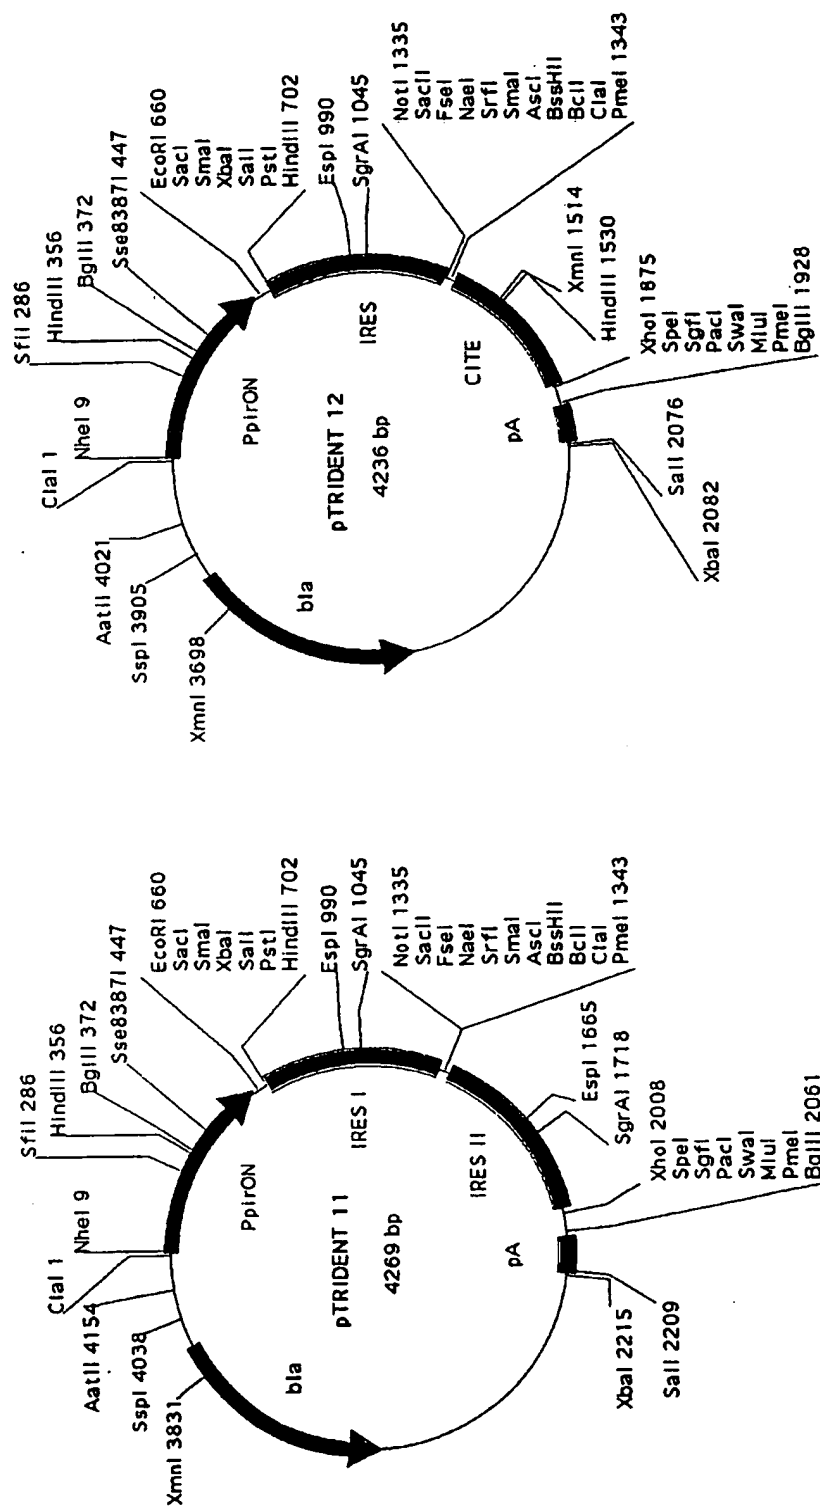 SfiI 286
HindIII 356
BglII 372
Sse8387I 447
ClaI 1
NheI 9
EcoRI 660
SacI
SmaI
XbaI
SalI
PstI
HindIII 702
AatII 4154
SspI 4038
XmnI 3831
EspI 990
SgrAI 1045
PpirON
bla
pTRIDENT 11
4269 bp
IRES I
IRES II
pA
NotI 1335
SacII
FseI
NaeI
SrfI
SmaI
AscI
BssHII
BclI
ClaI
PmeI 1343
EspI 1665
SgrAI 1718
XhoI 2008
SpeI
SgfI
PacI
SwaI
MluI
PmeI
BglII 2061
XbaI 2215
SalI 2209
SfiI 286
HindIII 356
BglII 372
Sse8387I 447
ClaI 1
NheI 9
EcoRI 660
SacI
SmaI
XbaI
SalI
PstI
HindIII 702
AatII 4021
SspI 3905
XmnI 3698
EspI 990
SgrAI 1045
PpirON
bla
pTRIDENT 12
4236 bp
IRES
CITE
pA
NotI 1335
SacII
FseI
NaeI
SrfI
SmaI
AscI
BssHII
BclI
ClaI
PmeI 1343
XmnI 1514
HindIII 1530
XhoI 1875
SpeI
SgfI
PacI
SwaI
MluI
PmeI
BglII 1928
SalI 2076
XbaI 2082